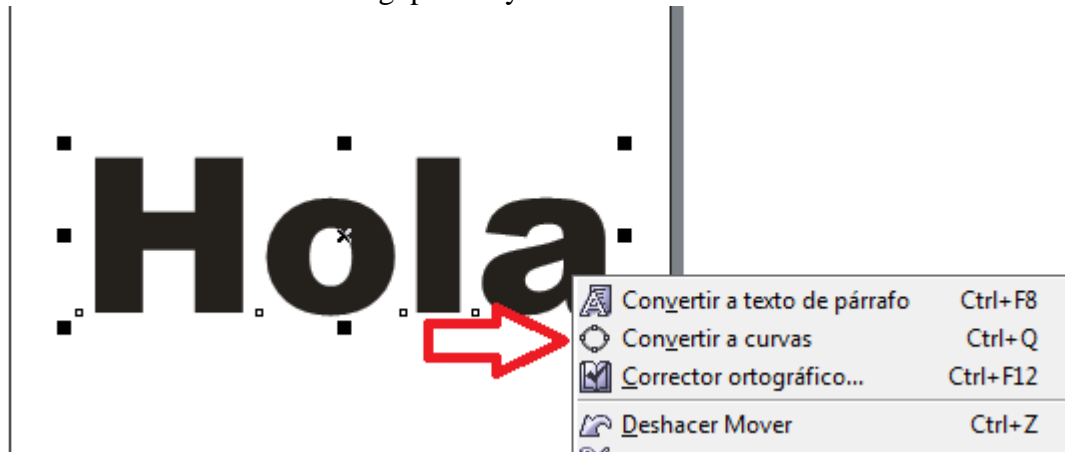 Hola
Convertir a texto de párrafo Ctrl+F8
Convertir a curvas Ctrl+Q
Corrector ortográfico... Ctrl+F12
Deshacer Mover Ctrl+Z